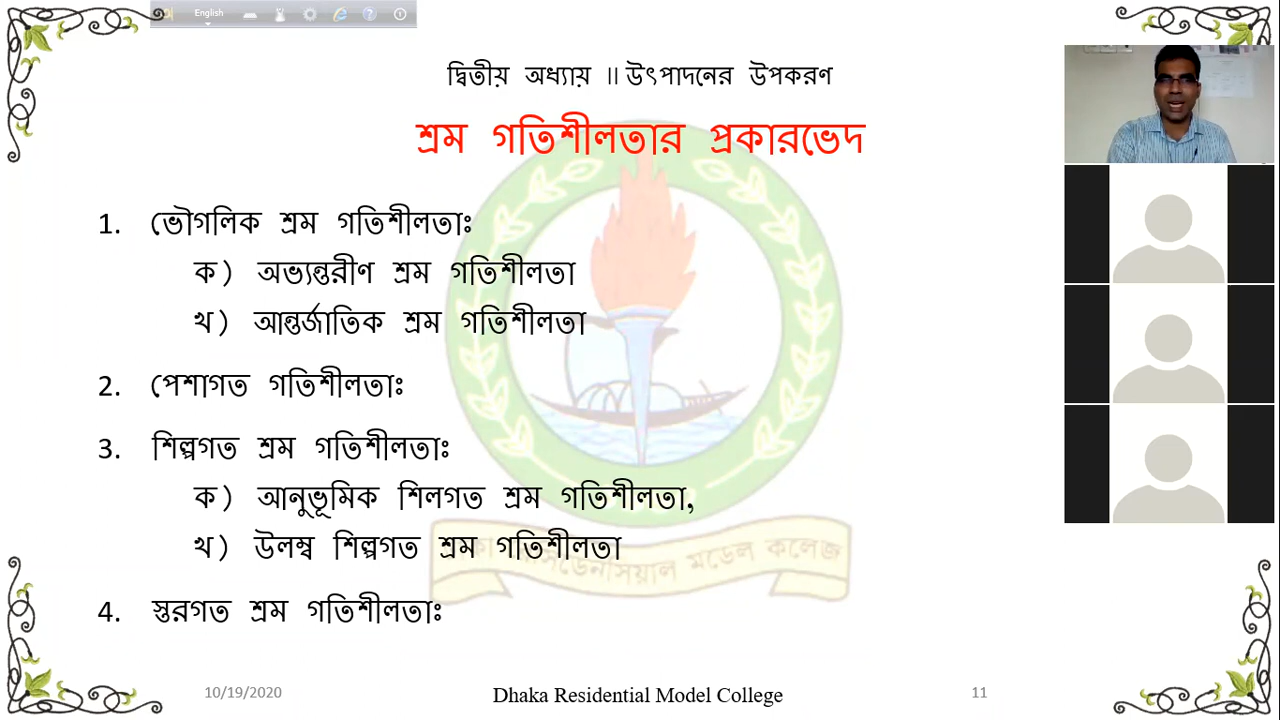 English
দ্বিতীয় অধ্যায় ॥ উৎপাদনের উপকরণ
শ্রম গতিশীলতার প্রকারভেদ
1. ভৌগলিক শ্রম গতিশীলতাঃ
ক) অভ্যন্তরীণ শ্রম গতিশীলতা
খ) আন্তর্জাতিক শ্রম গতিশীলতা
2. পেশাগত গতিশীলতাঃ
3. শিল্পগত শ্রম গতিশীলতাঃ
ক) আনুভূমিক শিলগত শ্রম গতিশীলতা,
খ) উলম্ব শিল্পগত শ্রম গতিশীলতা
মডেল কলেজ
4. স্তরগত শ্রম গতিশীলতাঃ
10/19/2020 Dhaka Residential Model College 11